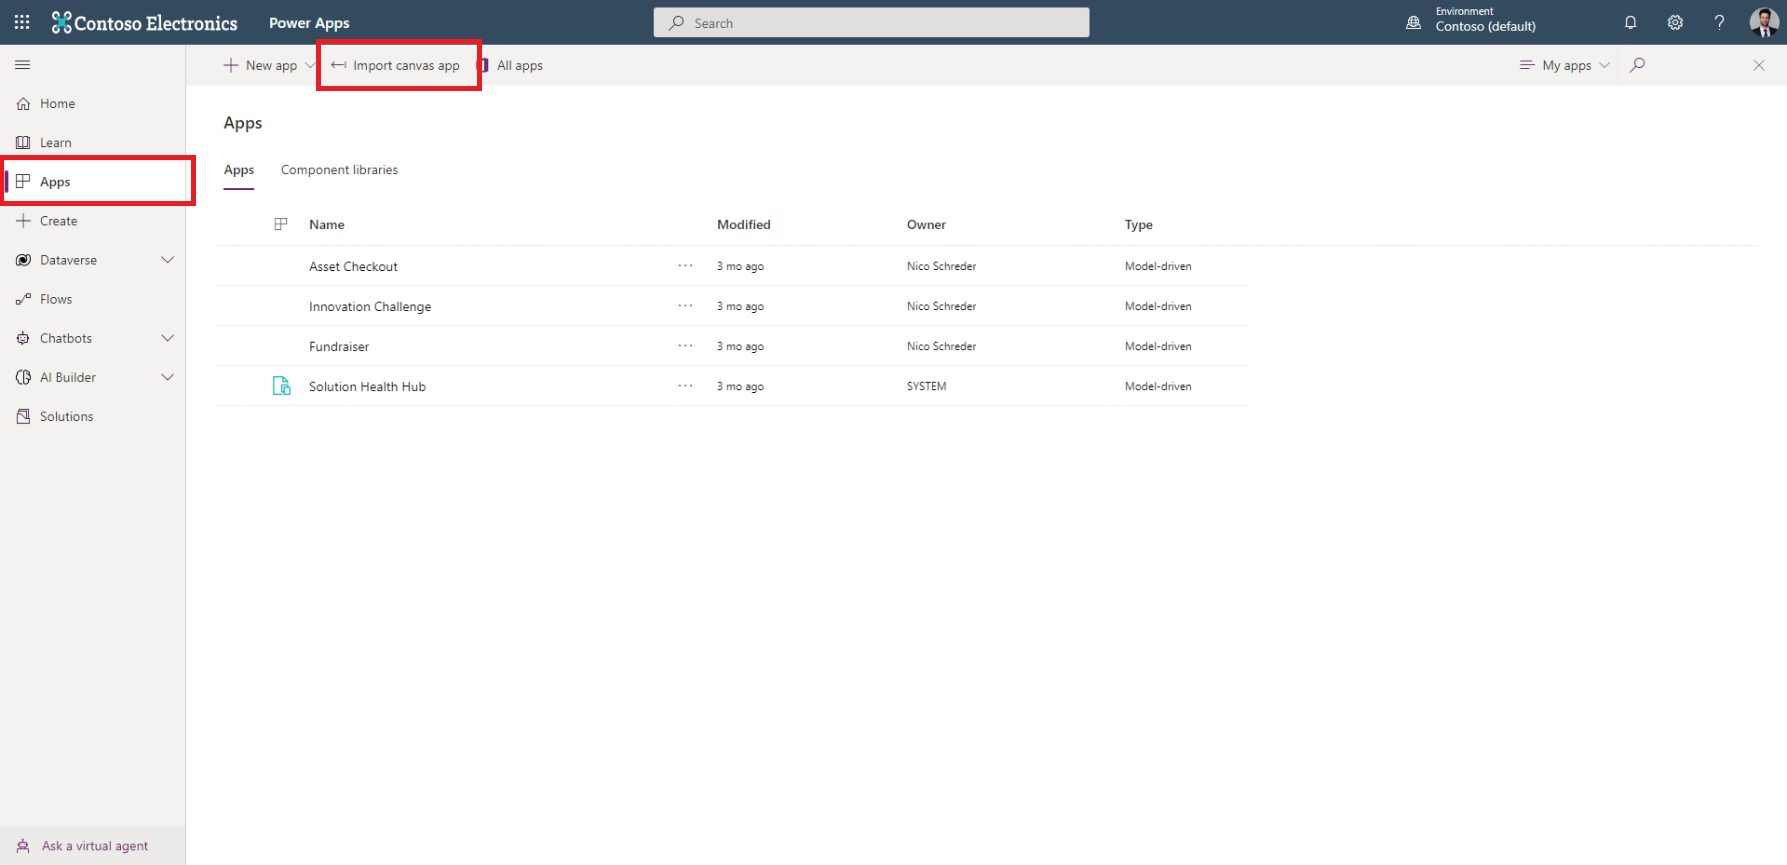 Contoso Electronics
Power Apps
Search
Environment
Contoso (default)
?
New app
Import canvas app
All apps
My apps
Home
Learn
Apps
Create
Dataverse
Flows
Chatbots
AI Builder
Solutions
Ask a virtual agent
Apps
Apps Component libraries
Name Modified Owner Type
Asset Checkout ... 3 mo ago Nico Schreder Model-driven
Innovation Challenge ... 3 mo ago Nico Schreder Model-driven
Fundraiser ... 3 mo ago Nico Schreder Model-driven
Solution Health Hub ... 3 mo ago SYSTEM Model-driven